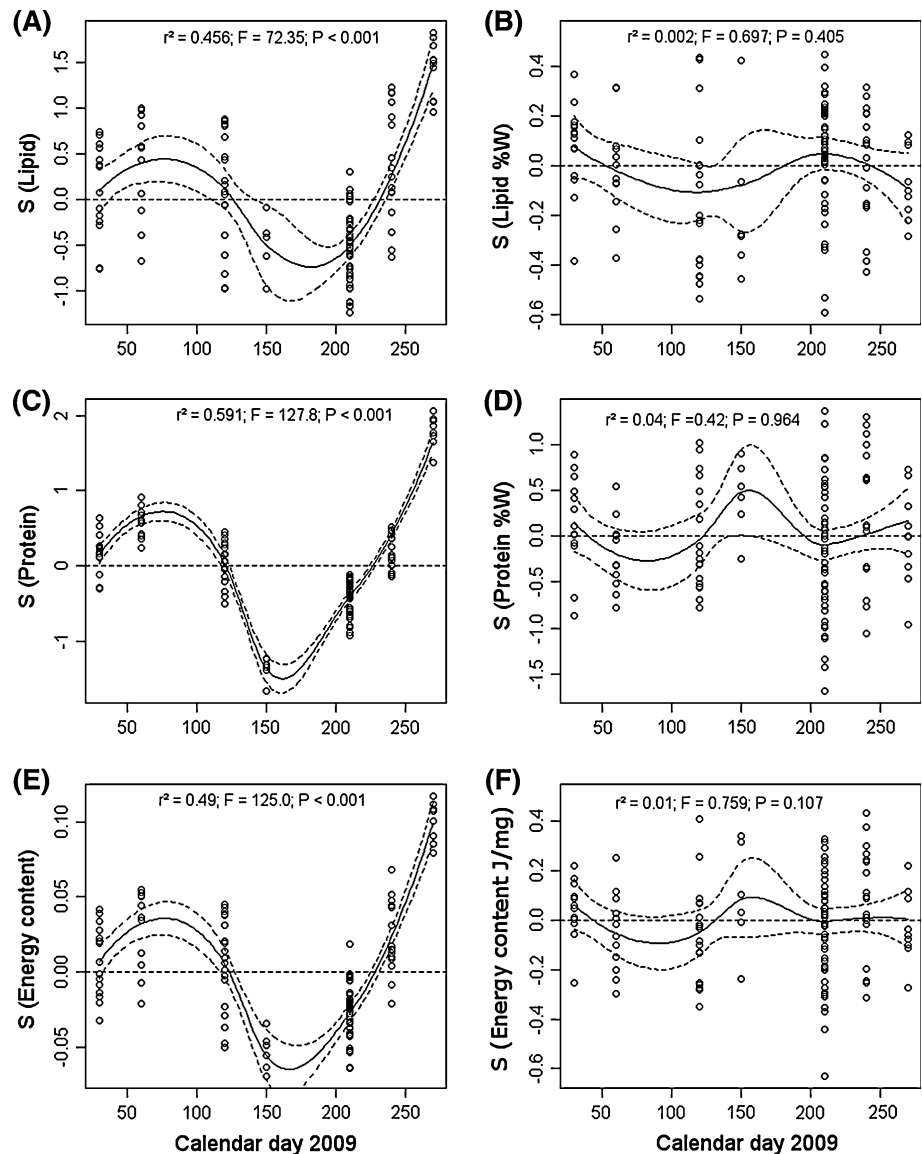 (A)
r² = 0.456; F = 72.35; P < 0.001
S (Lipid)
1.5
1.0
0.5
0.0
-0.5
-1.0
50 100 150 200 250
(B)
r² = 0.002; F = 0.697; P = 0.405
S (Lipid %W)
0.4
0.2
0.0
-0.2
-0.4
-0.6
50 100 150 200 250
(C)
r² = 0.591; F = 127.8; P < 0.001
S (Protein)
2
1
0
-1
50 100 150 200 250
(D)
r² = 0.04; F =0.42; P = 0.964
S (Protein %W)
1.0
0.5
0.0
-0.5
-1.0
-1.5
50 100 150 200 250
(E)
r² = 0.49; F = 125.0; P < 0.001
S (Energy content)
0.10
0.05
0.00
-0.05
50 100 150 200 250
Calendar day 2009
(F)
r² = 0.01; F = 0.759; P = 0.107
S (Energy content J/mg)
0.4
0.2
0.0
-0.2
-0.4
-0.6
50 100 150 200 250
Calendar day 2009